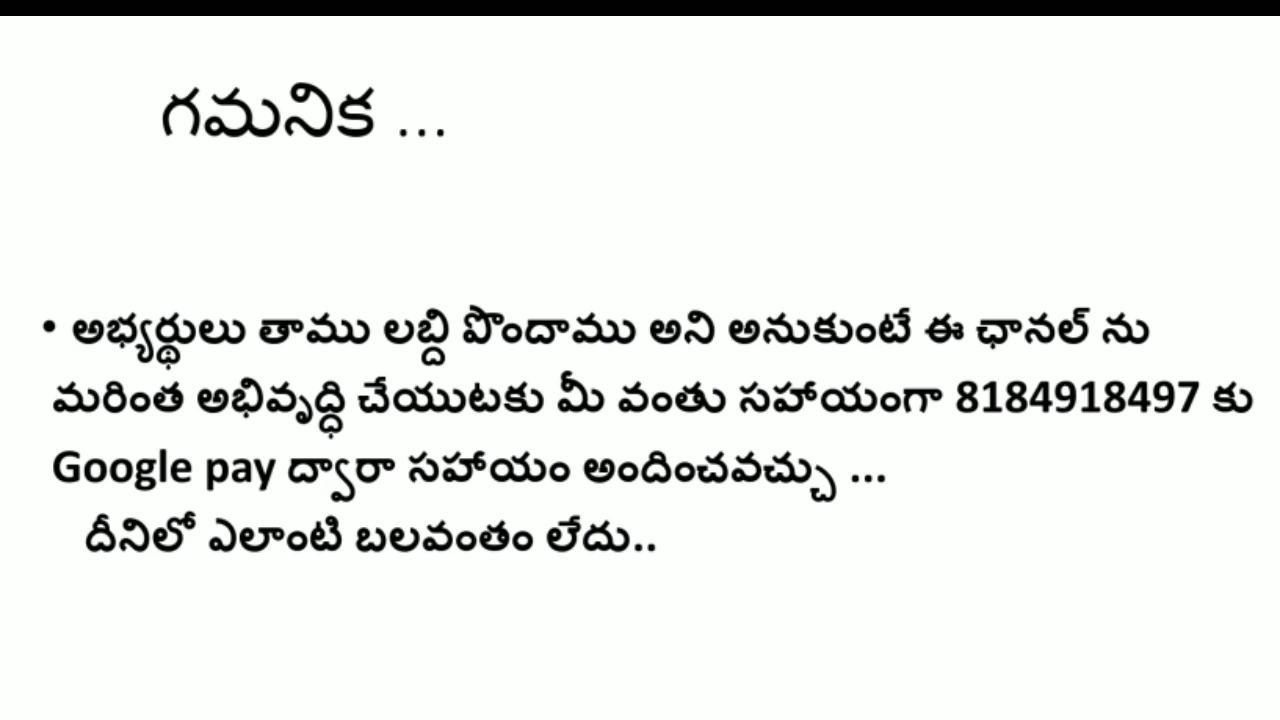 గమనిక ...
• అభ్యర్థులు తాము లబ్ది పొందాము అని అనుకుంటే ఈ ఛానల్ ను
మరింత అభివృద్ధి చేయుటకు మీ వంతు సహాయంగా 8184918497 కు
Google pay ద్వారా సహాయం అందించవచ్చు ...
దీనిలో ఎలాంటి బలవంతం లేదు..